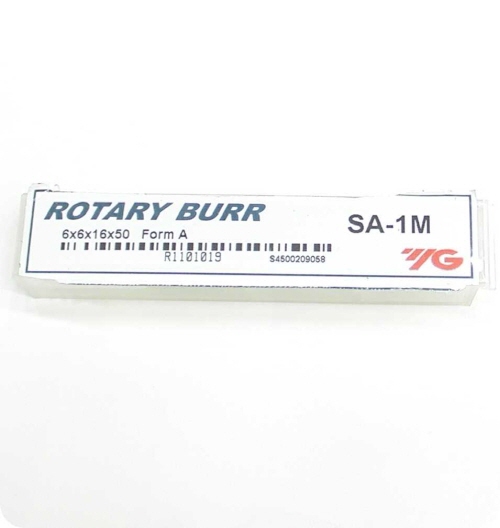 ROTARY BURR
SA-1M
6x6x16x50 Form A
R1101019
S4500209058
YG